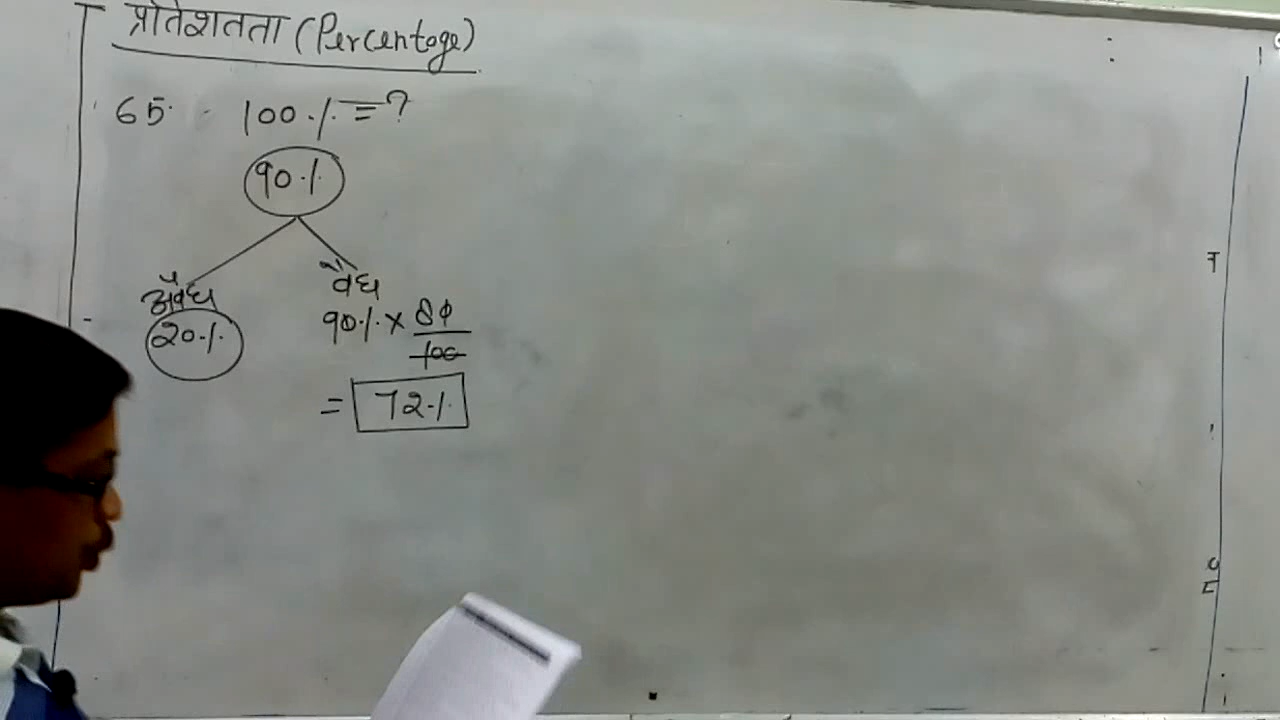 प्रतिशतता (Percentage)
65. 100% = ?
90%
अवैध वैध
20% 90% × 80/100
= 72%